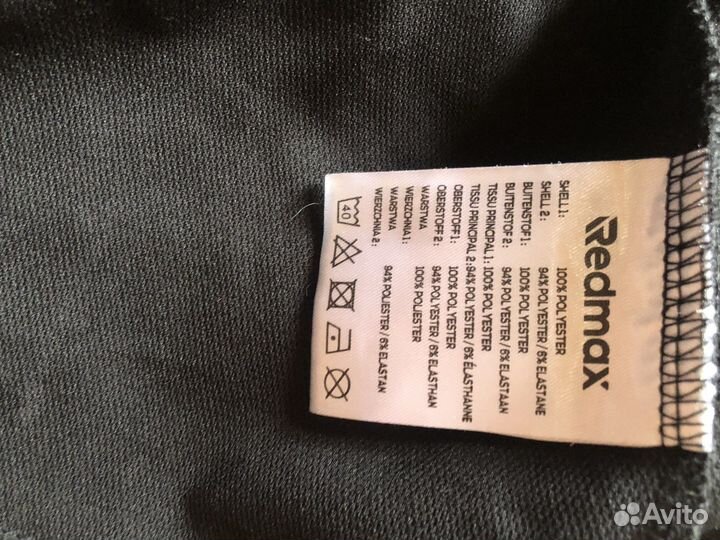 Redmax
SHELL 1: 100% POLYESTER
SHELL 2: 94% POLYESTER / 6% ELASTANE
BUITENSTOF 1: 100% POLYESTER
BUITENSTOF 2: 94% POLYESTER / 6% ELASTAAN
TISSU PRINCIPAL 1: 100% POLYESTER
TISSU PRINCIPAL 2: 94% POLYESTER / 6% ÉLASTHANNE
OBERSTOFF 1: 100% POLYESTER
OBERSTOFF 2: 94% POLYESTER / 6% ELASTHAN
WARSTWA
WIERZCHNIA 1: 100% POLIESTER
WARSTWA
WIERZCHNIA 2: 94% POLIESTER / 6% ELASTAN
40
Avito